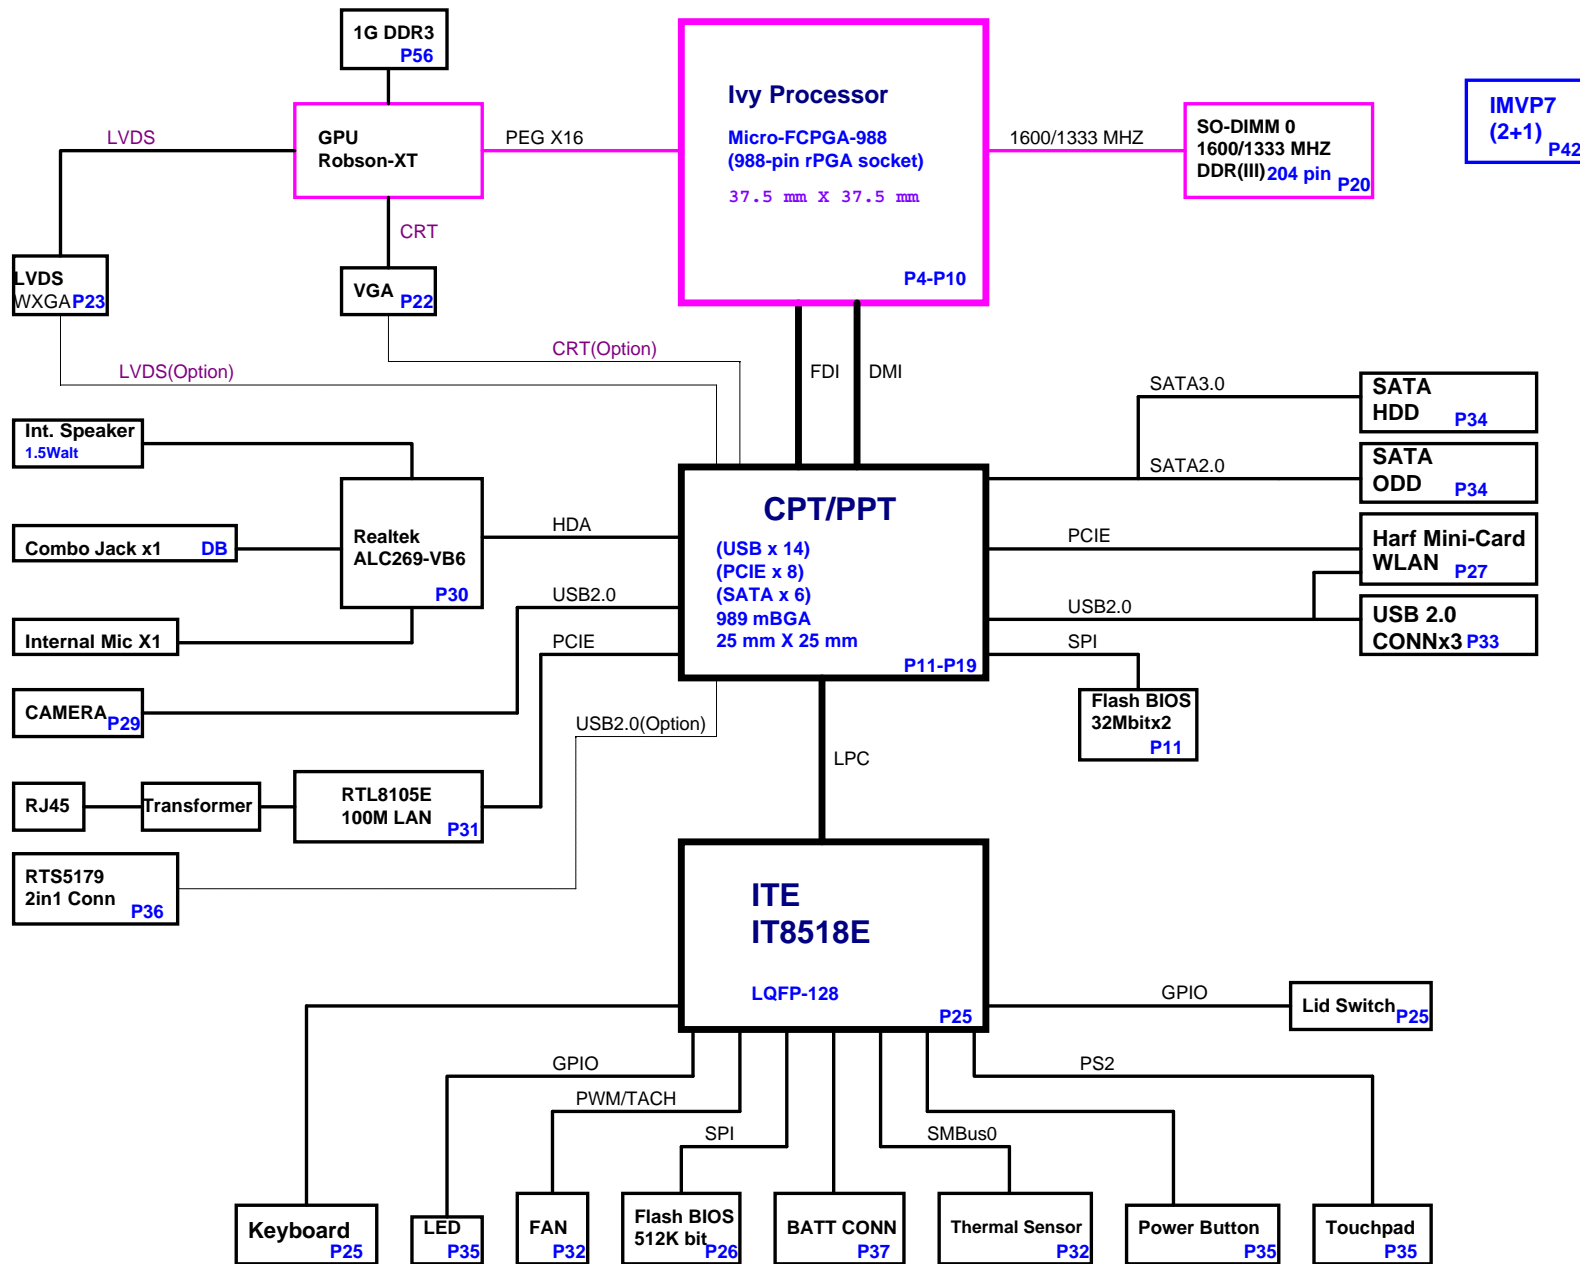 1G DDR3
P56
Ivy Processor
Micro-FCPGA-988
(988-pin rPGA socket)
37.5 mm X 37.5 mm
P4-P10
IMVP7
(2+1)
P42
LVDS
GPU
Robson-XT
PEG X16
1600/1333 MHZ
SO-DIMM 0
1600/1333 MHZ
DDR(III) 204 pin
P20
CRT
LVDS
WXGA P23
VGA P22
CRT(Option)
LVDS(Option)
FDI
DMI
SATA3.0
SATA
HDD P34
SATA2.0
SATA
ODD P34
Int. Speaker
1.5Walt
Combo Jack x1 DB
Realtek
ALC269-VB6
P30
Internal Mic X1
HDA
USB2.0
PCIE
CPT/PPT
(USB x 14)
(PCIE x 8)
(SATA x 6)
989 mBGA
25 mm X 25 mm
P11-P19
PCIE
Harf Mini-Card
WLAN P27
USB2.0
USB 2.0
CONNx3 P33
SPI
Flash BIOS
32Mbitx2
P11
CAMERA P29
USB2.0(Option)
LPC
RJ45
Transformer
RTL8105E
100M LAN
P31
RTS5179
2in1 Conn
P36
ITE
IT8518E
LQFP-128
P25
GPIO
Lid Switch P25
GPIO
PWM/TACH
SPI
SMBus0
PS2
Keyboard
P25
LED
P35
FAN
P32
Flash BIOS
512K bit P26
BATT CONN
P37
Thermal Sensor
P32
Power Button
P35
Touchpad
P35